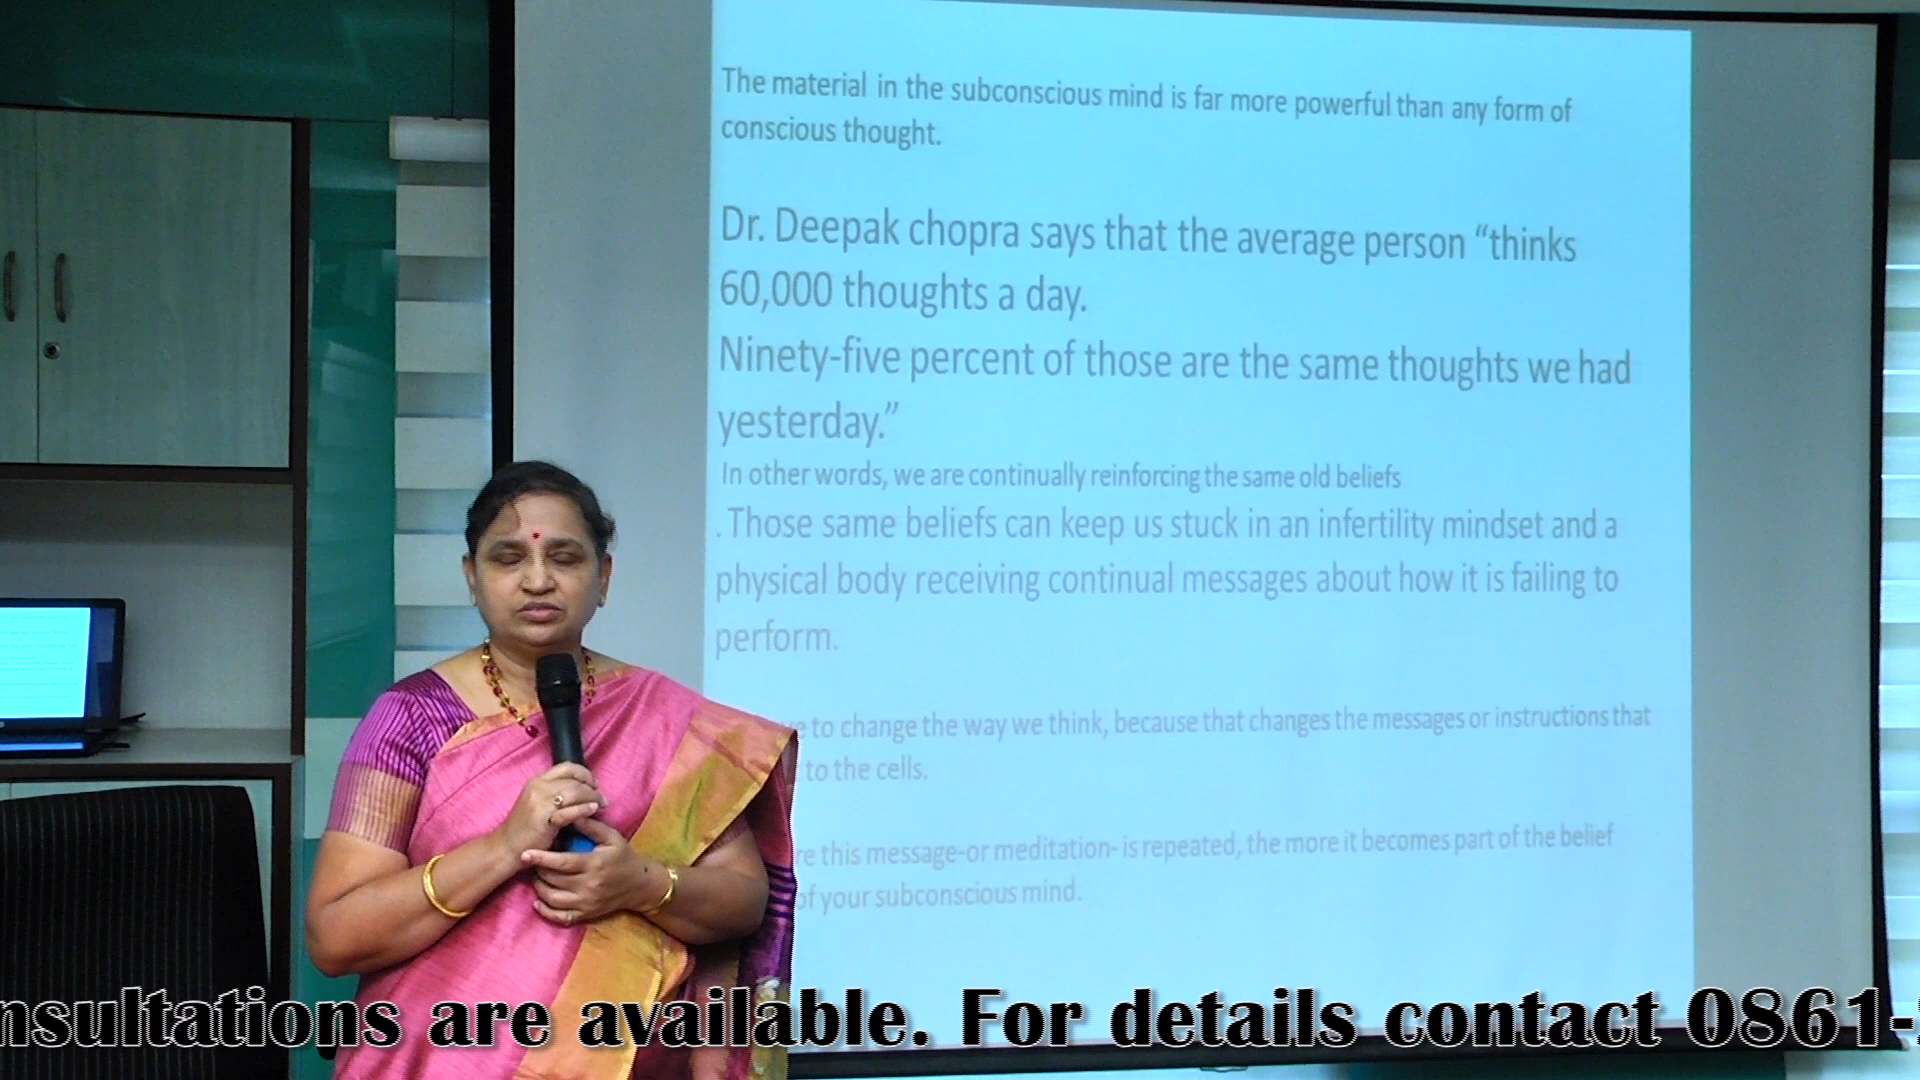 The material in the subconscious mind is far more powerful than any form of
conscious thought.
Dr. Deepak chopra says that the average person “thinks
60,000 thoughts a day.
Ninety-five percent of those are the same thoughts we had
yesterday.”
In other words, we are continually reinforcing the same old beliefs
. Those same beliefs can keep us stuck in an infertility mindset and a
physical body receiving continual messages about how it is failing to
perform.
to change the way we think, because that changes the messages or instructions that
to the cells.
this message-or meditation- is repeated, the more it becomes part of the belief
of your subconscious mind.
are available. For details contact 0861-